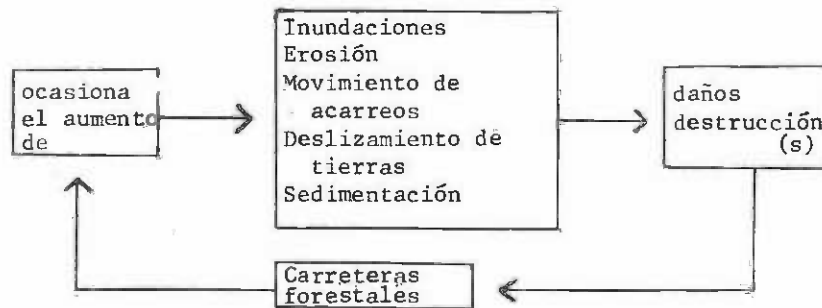 ocasiona
el aumento
de
Inundaciones
Erosión
Movimiento de
acarreos
Deslizamiento de
tierras
Sedimentación
daños
destrucción
(s)
Carreteras
forestales